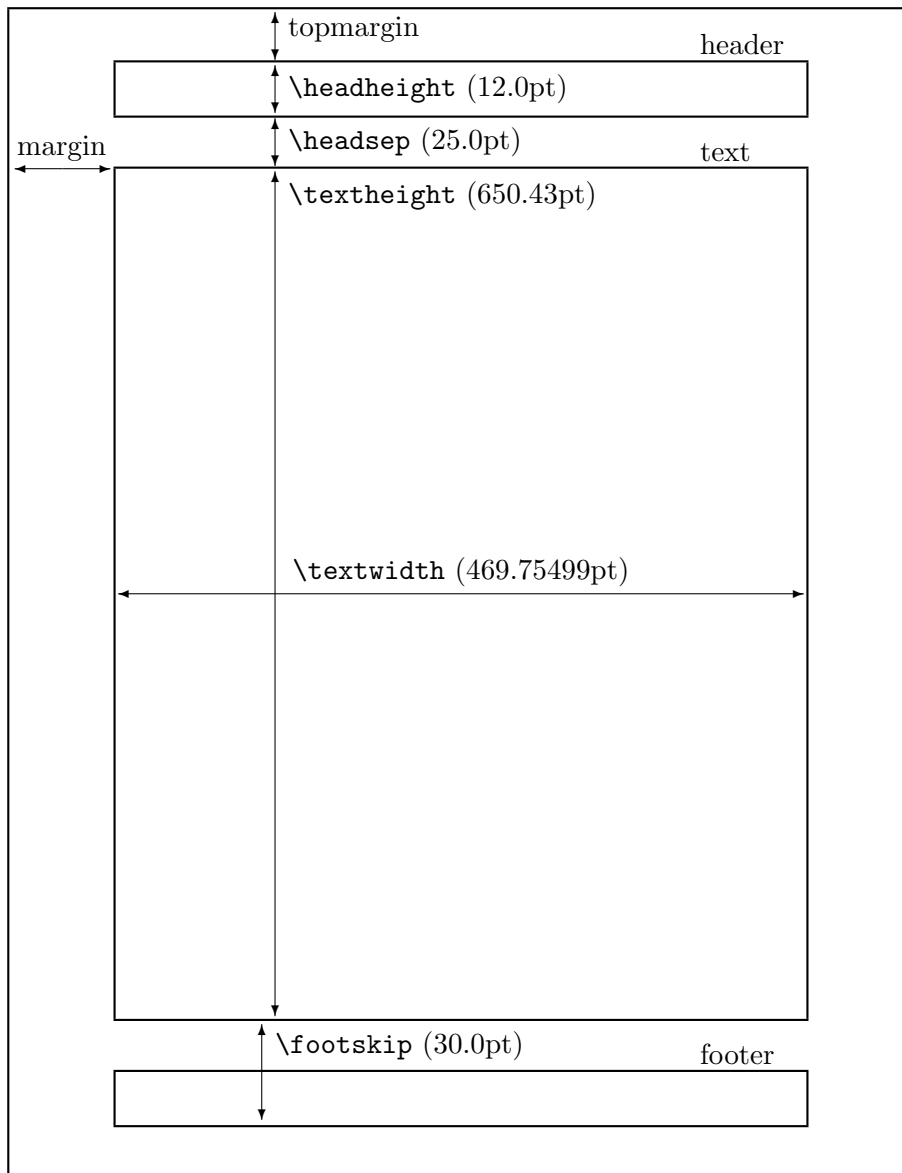 topmargin
header
\headheight (12.0pt)
\headsep (25.0pt)
margin
text
\textheight (650.43pt)
\textwidth (469.75499pt)
\footskip (30.0pt)
footer